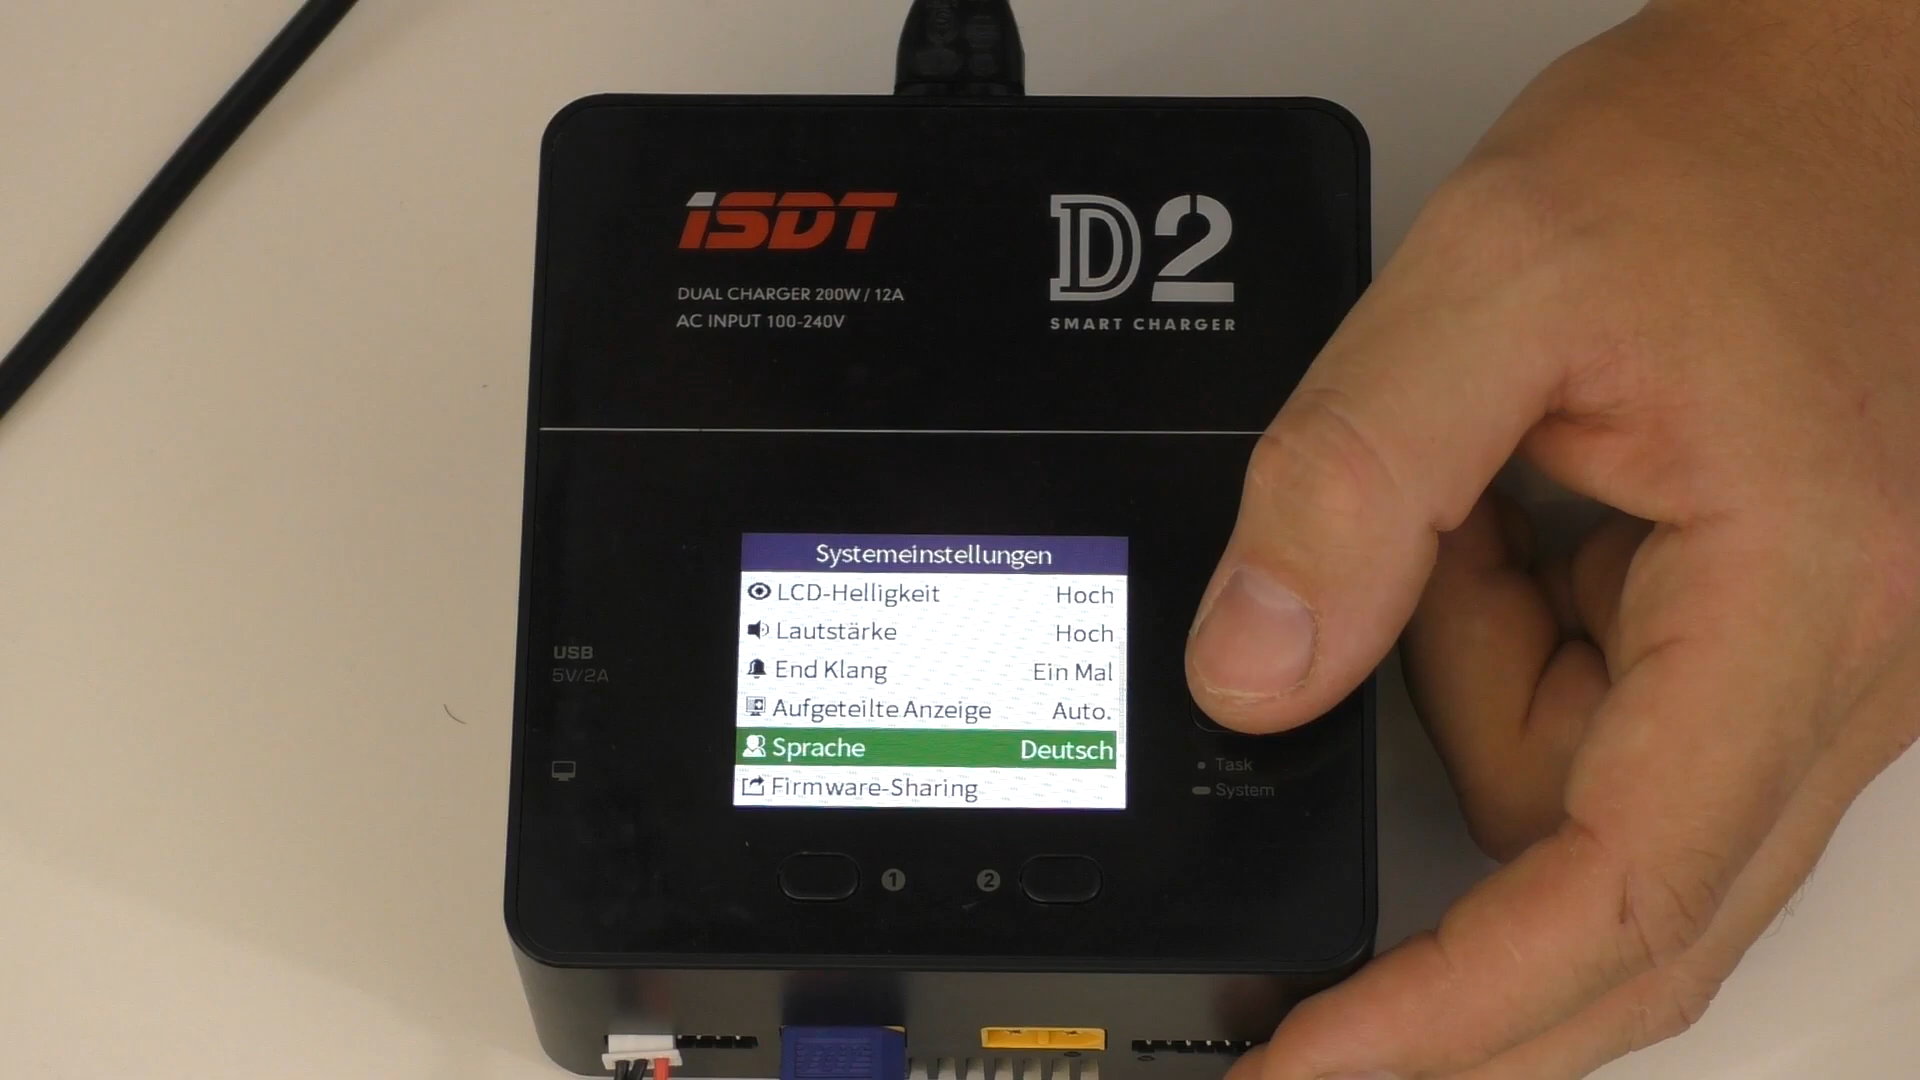 iSDT
D2
DUAL CHARGER 200W / 12A
AC INPUT 100-240V
SMART CHARGER
Systemeinstellungen
LCD-Helligkeit Hoch
Lautstärke Hoch
End Klang Ein Mal
Aufgeteilte Anzeige Auto.
Sprache Deutsch
Firmware-Sharing
USB
5V/2A
Task
System
1
2